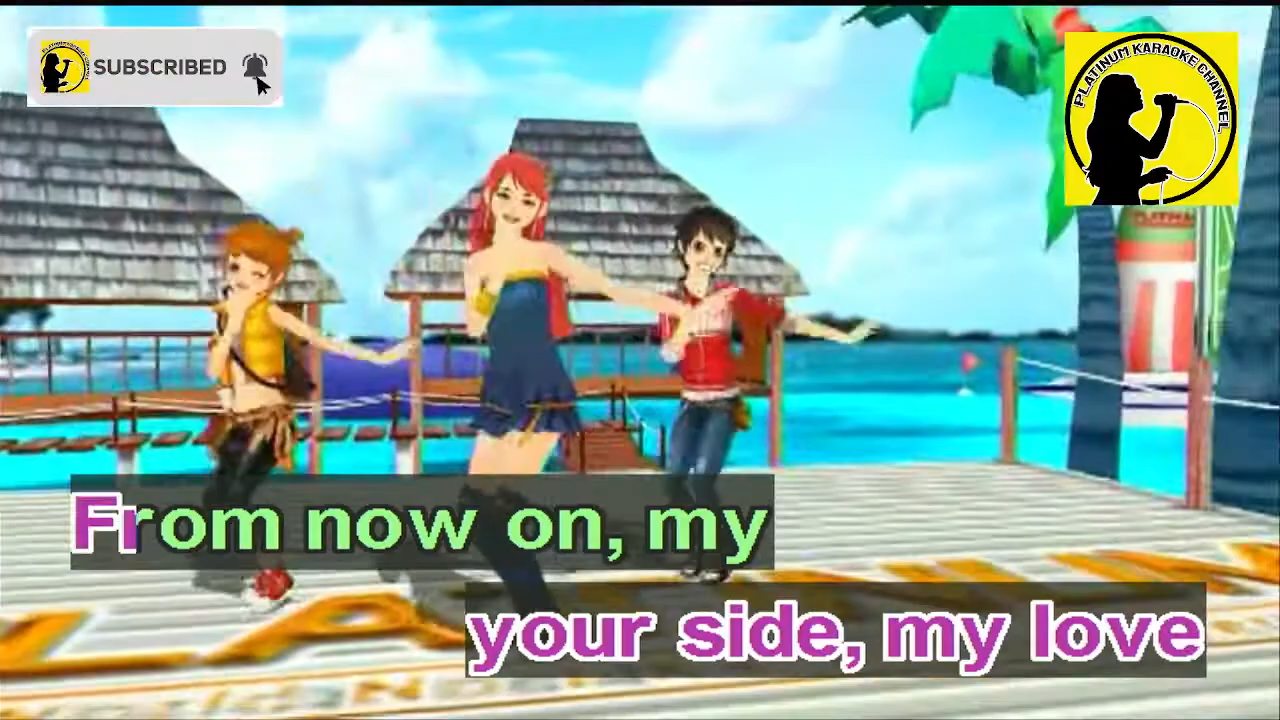 SUBSCRIBED
PLATINUM KARAOKE CHANNEL
From now on, my
your side, my love